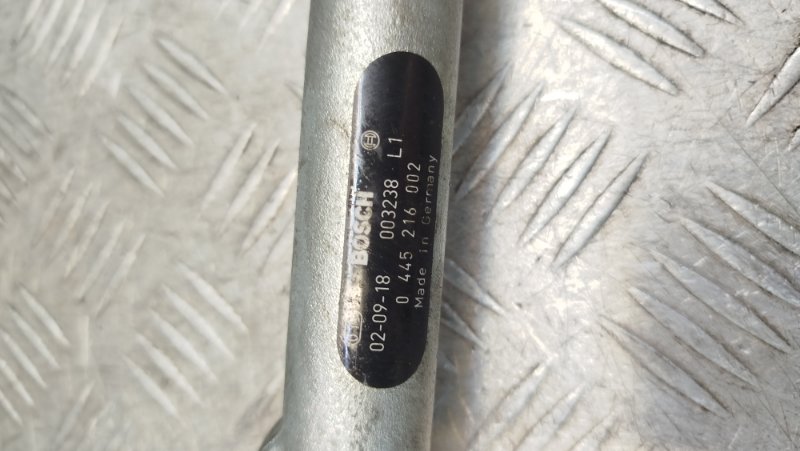 BOSCH
02-09-18 003238 L1
0 445 216 002
Made in Germany